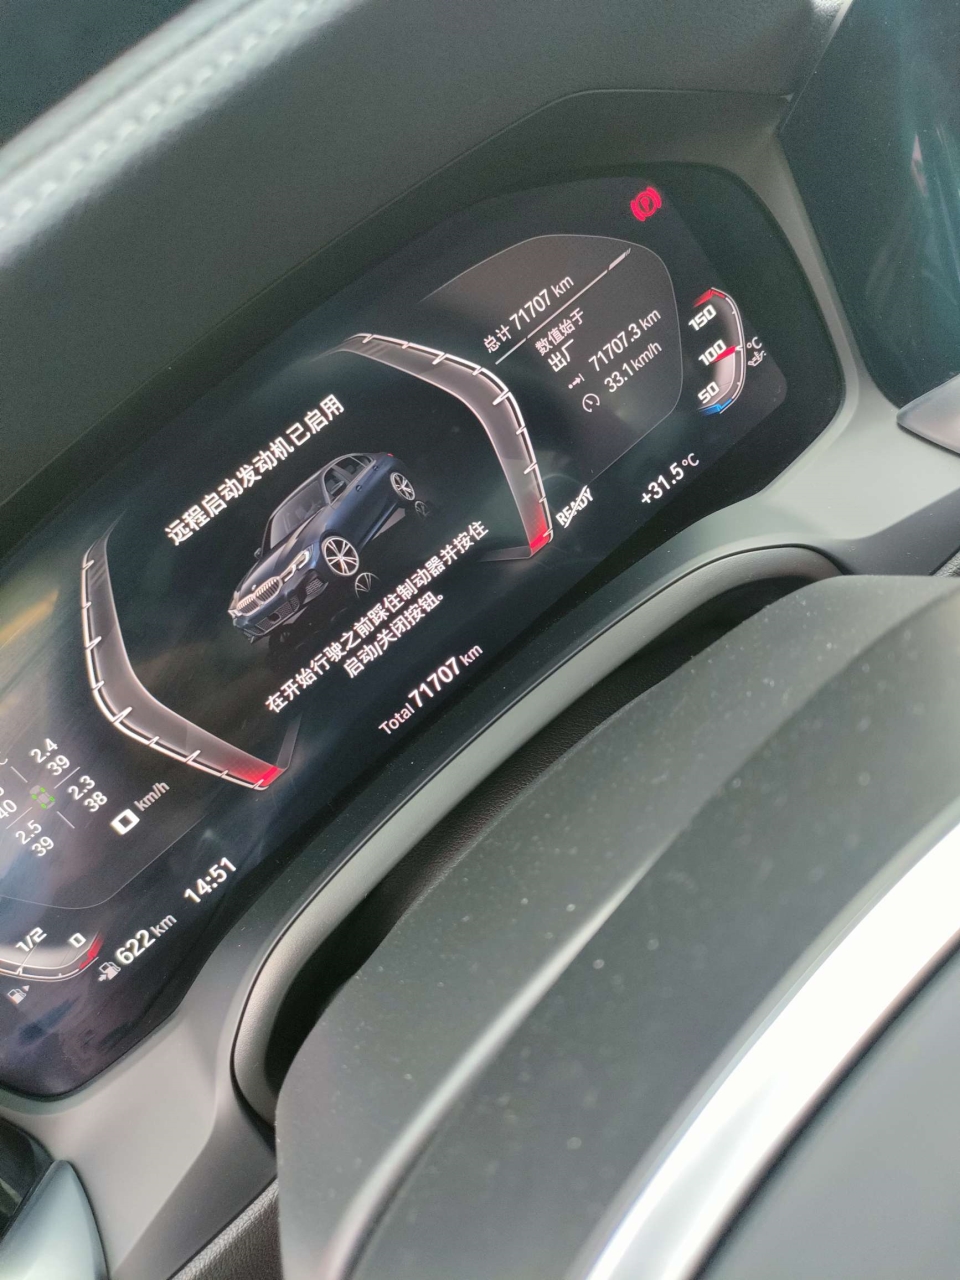 远程启动发动机已启用
在开始行驶之前踩住制动器并按住
启动/关闭按钮。
Total 71707 km
总计 71707 km
数值始于
出厂
71707.3 km
33.1 km/h
150
100
50
°C
READY
+31.5 °C
2.4
39
2.3
38
40
2.5
39
0 km/h
14:51
1/2
0
622 km
P